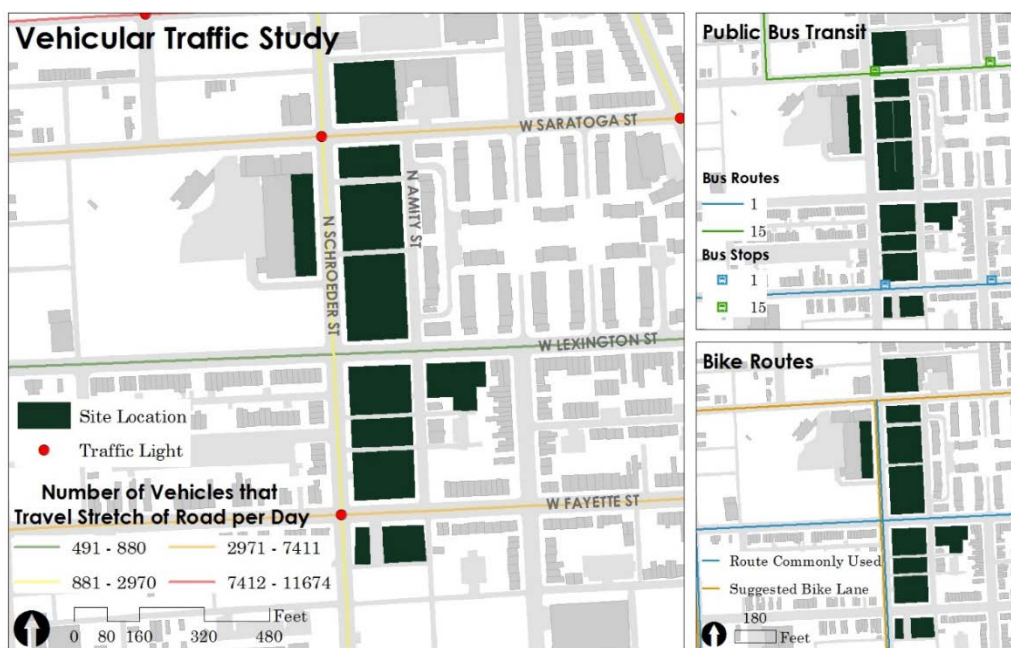 Vehicular Traffic Study
W SARATOGA ST
N AMITY ST
N SCHROEDER ST
W LEXINGTON ST
W FAYETTE ST
Site Location
Traffic Light
Number of Vehicles that
Travel Stretch of Road per Day
491 - 880
2971 - 7411
881 - 2970
7412 - 11674
Feet
0 80 160 320 480
Public Bus Transit
Bus Routes
1
15
Bus Stops
1
15
Bike Routes
Route Commonly Used
Suggested Bike Lane
180
Feet